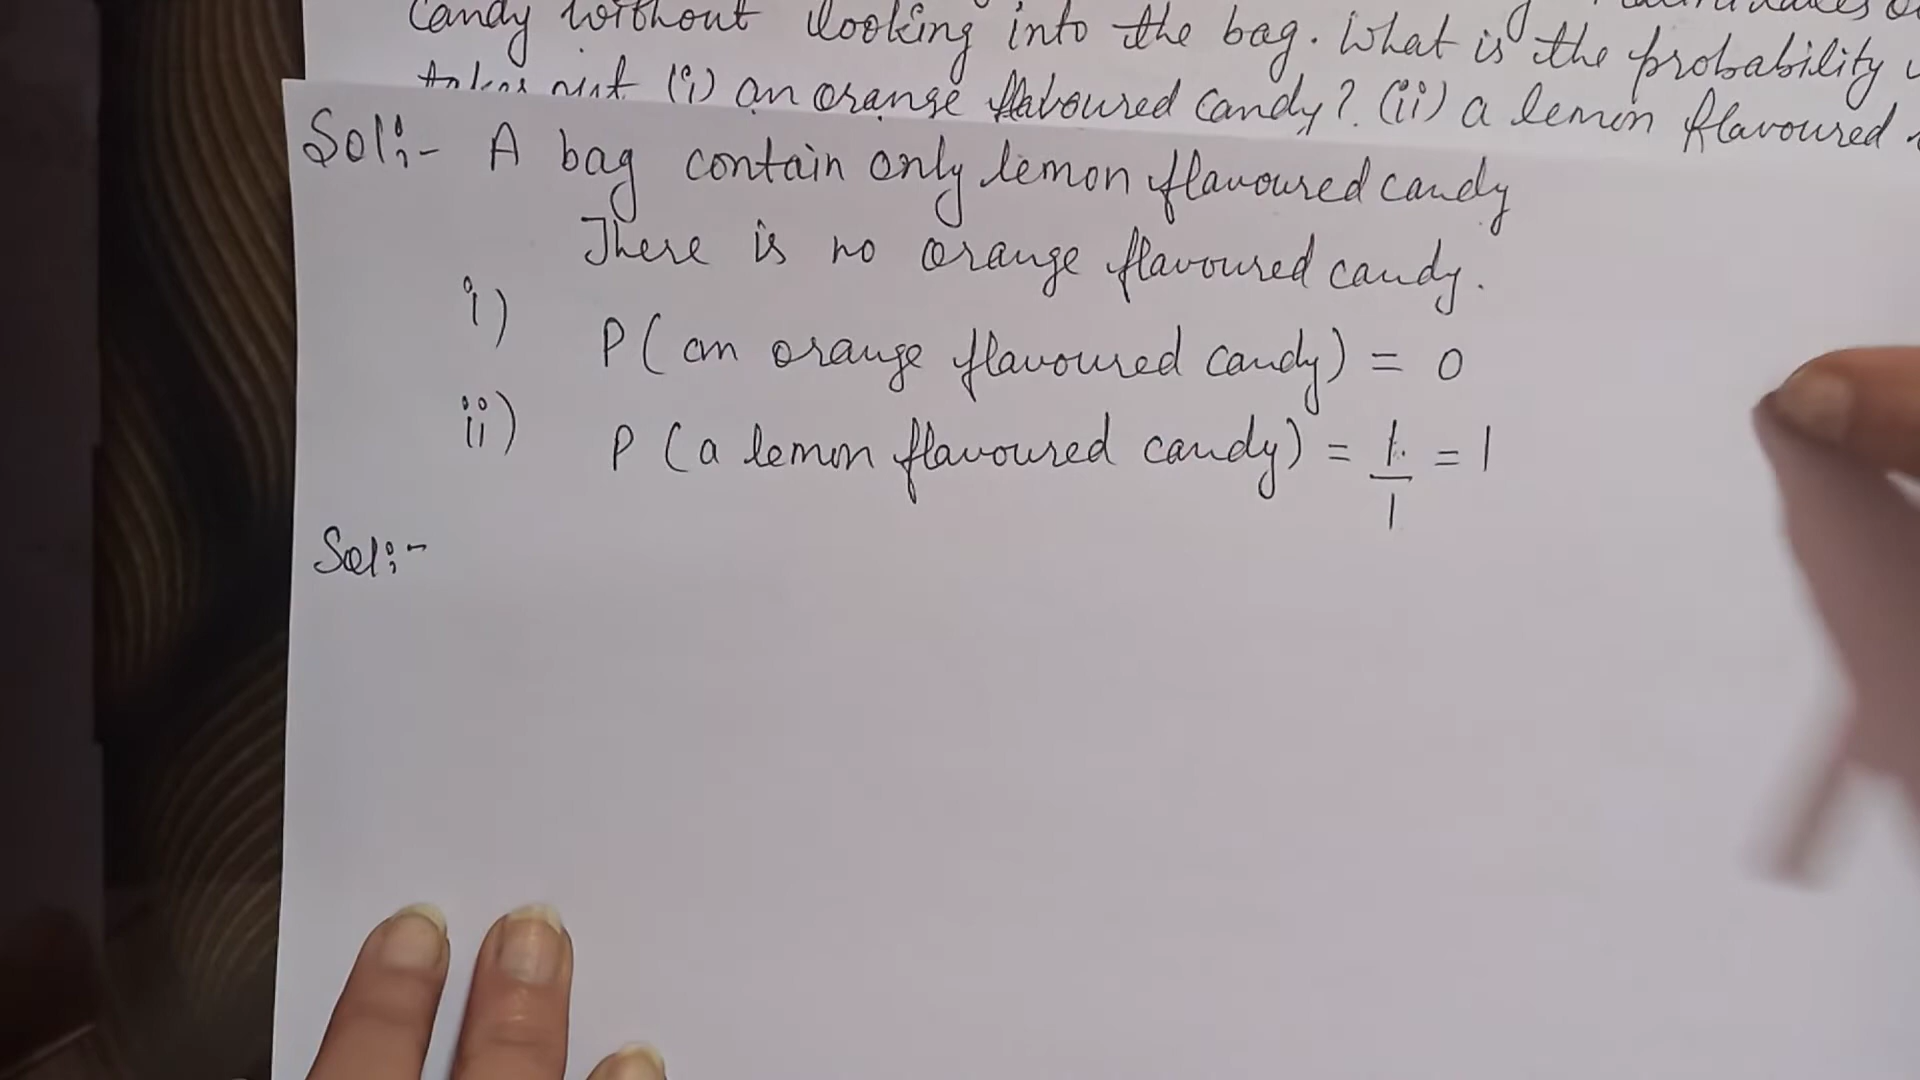 Candy without looking into the bag. What is the probability
takes out (i) an orange flavoured candy? (ii) a lemon flavoured
Sol:- A bag contain only lemon flavoured candy
There is no orange flavoured candy.
i) P(an orange flavoured candy) = 0
ii) P(a lemon flavoured candy) = 1/1 = 1
Sol:-